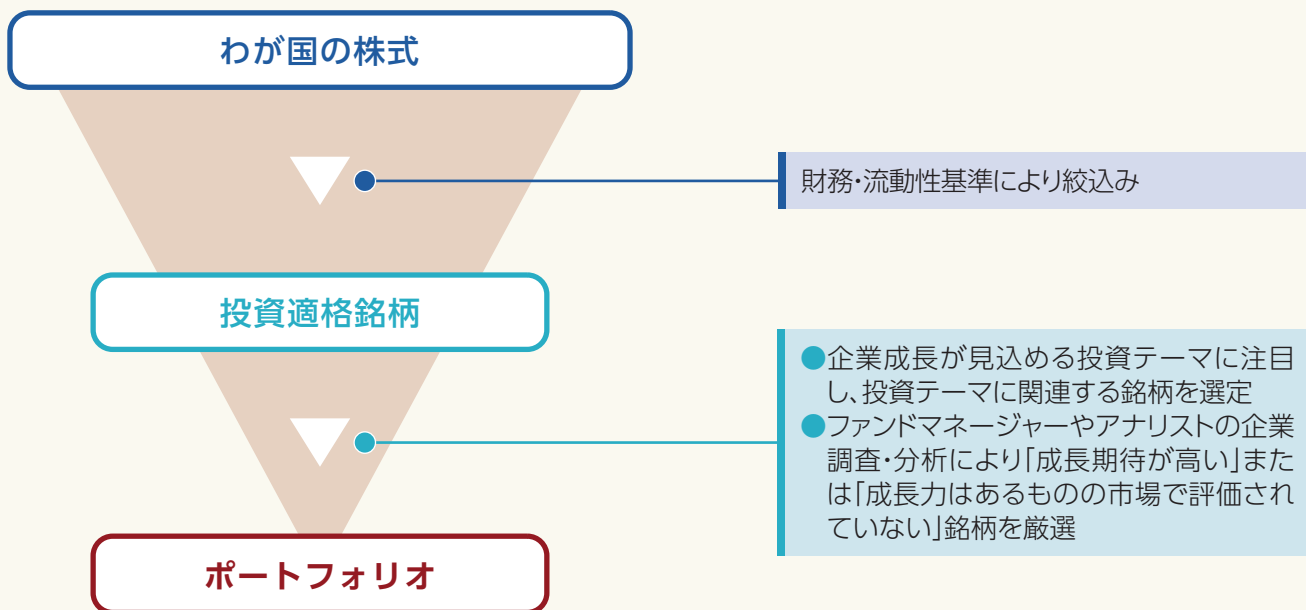 わが国の株式
財務・流動性基準により絞込み
投資適格銘柄
●企業成長が見込める投資テーマに注目
し、投資テーマに関連する銘柄を選定
●ファンドマネージャーやアナリストの企業
調査・分析により「成長期待が高い」また
は「成長力はあるものの市場で評価され
ていない」銘柄を厳選
ポートフォリオ